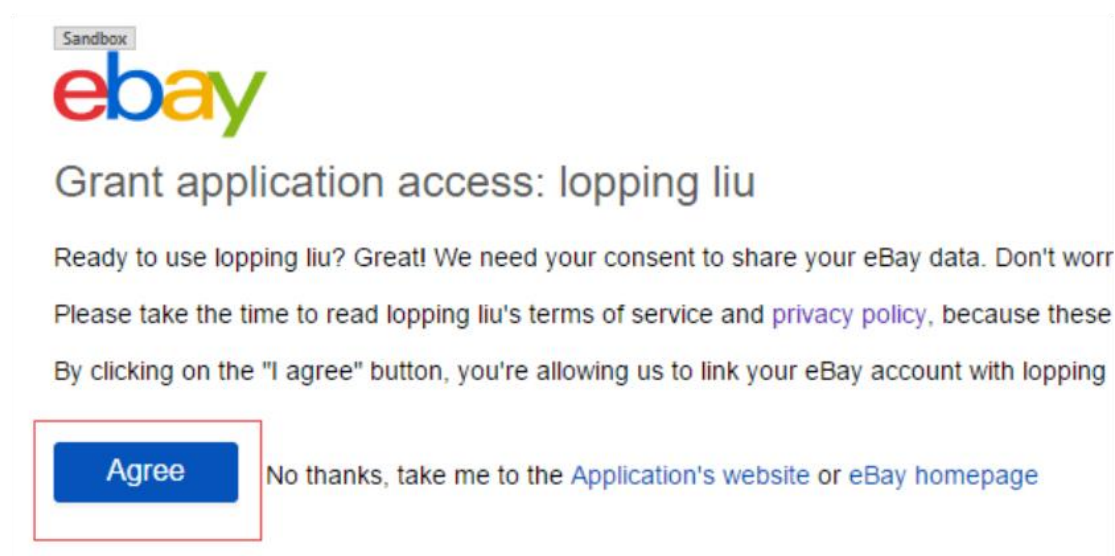 Sandbox
ebay
Grant application access: lopping liu
Ready to use lopping liu? Great! We need your consent to share your eBay data. Don't worr
Please take the time to read lopping liu's terms of service and privacy policy, because these
By clicking on the "I agree" button, you're allowing us to link your eBay account with lopping
Agree No thanks, take me to the Application's website or eBay homepage